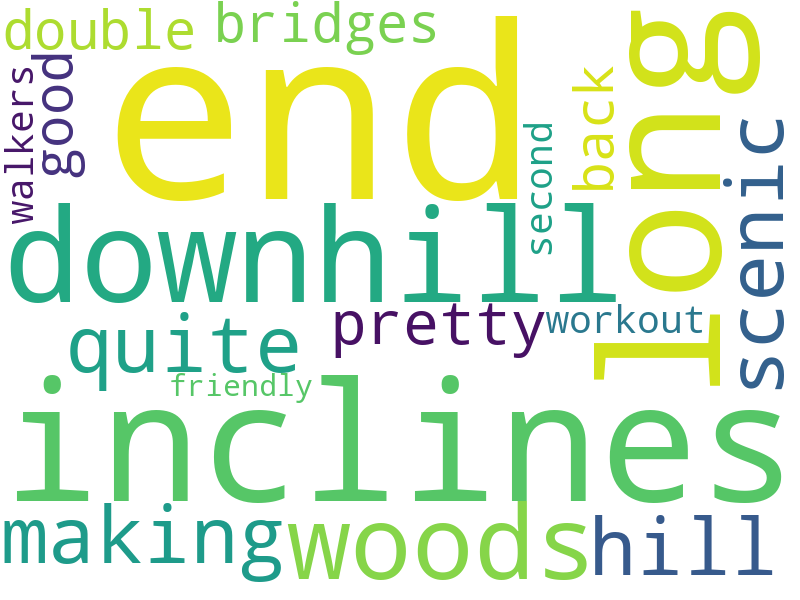 double
bridges
end
long
walkers
good
back
second
scenic
downhill
pretty
workout
quite
friendly
inclines
making
woods
hill